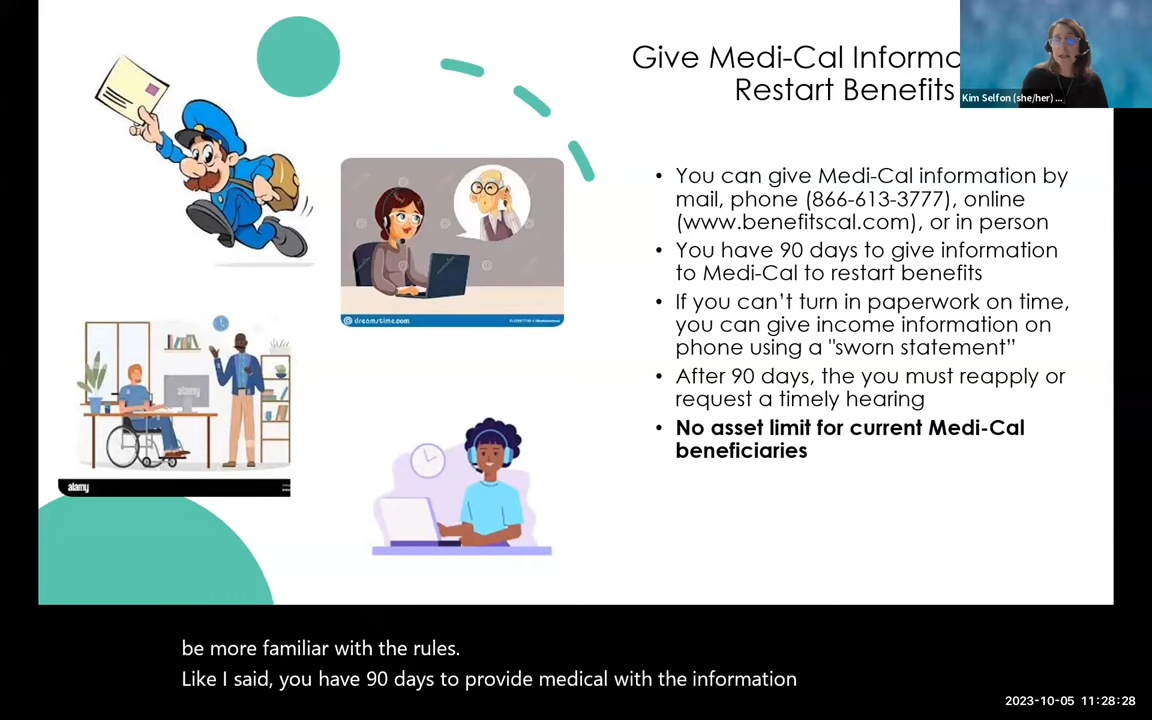 Give Medi-Cal Informa
Restart Benefits
Kim Selfon (she/her) ...
• You can give Medi-Cal information by
mail, phone (866-613-3777), online
(www.benefitscal.com), or in person
• You have 90 days to give information
to Medi-Cal to restart benefits
• If you can’t turn in paperwork on time,
you can give income information on
phone using a "sworn statement”
• After 90 days, the you must reapply or
request a timely hearing
• No asset limit for current Medi-Cal
beneficiaries
dreamstime.com
alamy
alamy
be more familiar with the rules.
Like I said, you have 90 days to provide medical with the information
2023-10-05 11:28:28